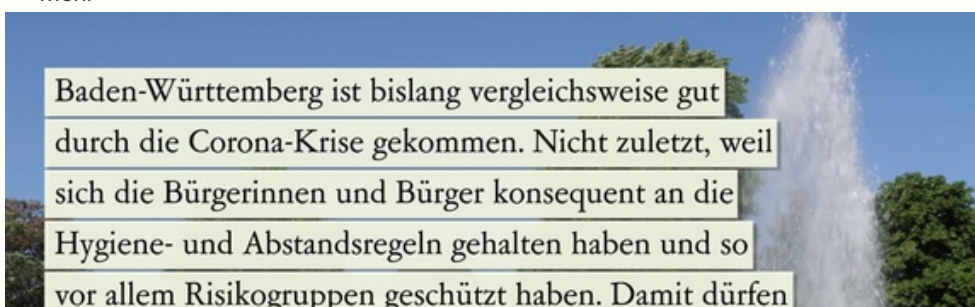 Baden-Württemberg ist bislang vergleichsweise gut
durch die Corona-Krise gekommen. Nicht zuletzt, weil
sich die Bürgerinnen und Bürger konsequent an die
Hygiene- und Abstandsregeln gehalten haben und so
vor allem Risikogruppen geschützt haben. Damit dürfen